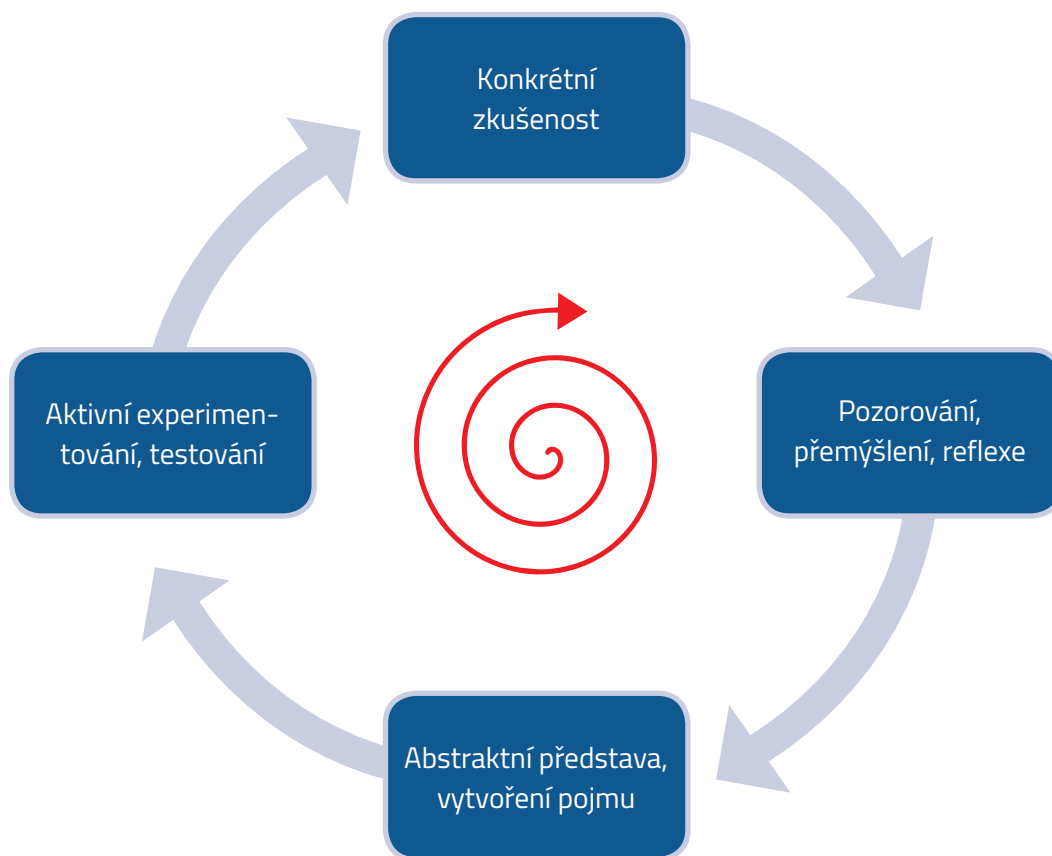 Konkrétní
zkušenost
Pozorování,
přemýšlení, reflexe
Abstraktní představa,
vytvoření pojmu
Aktivní experimen-
tování, testování